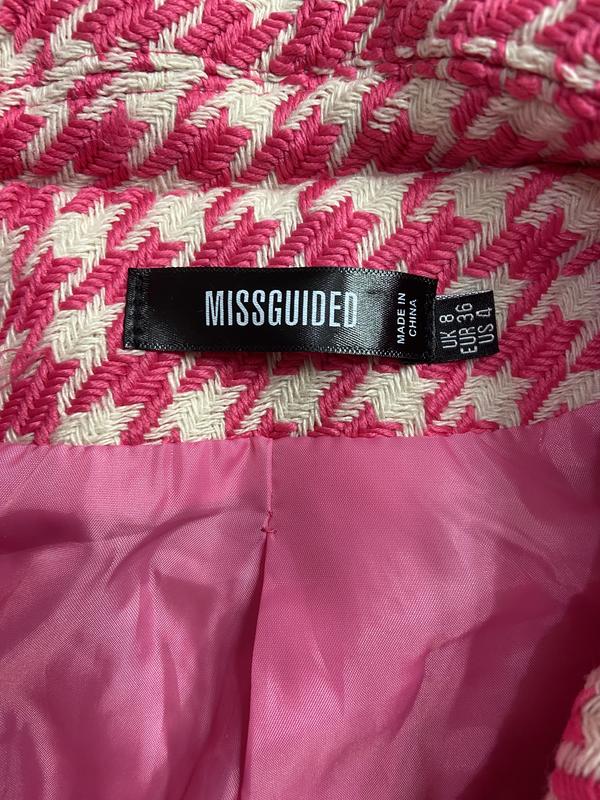 MISSGUIDED
MADE IN
CHINA
UK 8
EUR 36
US 4